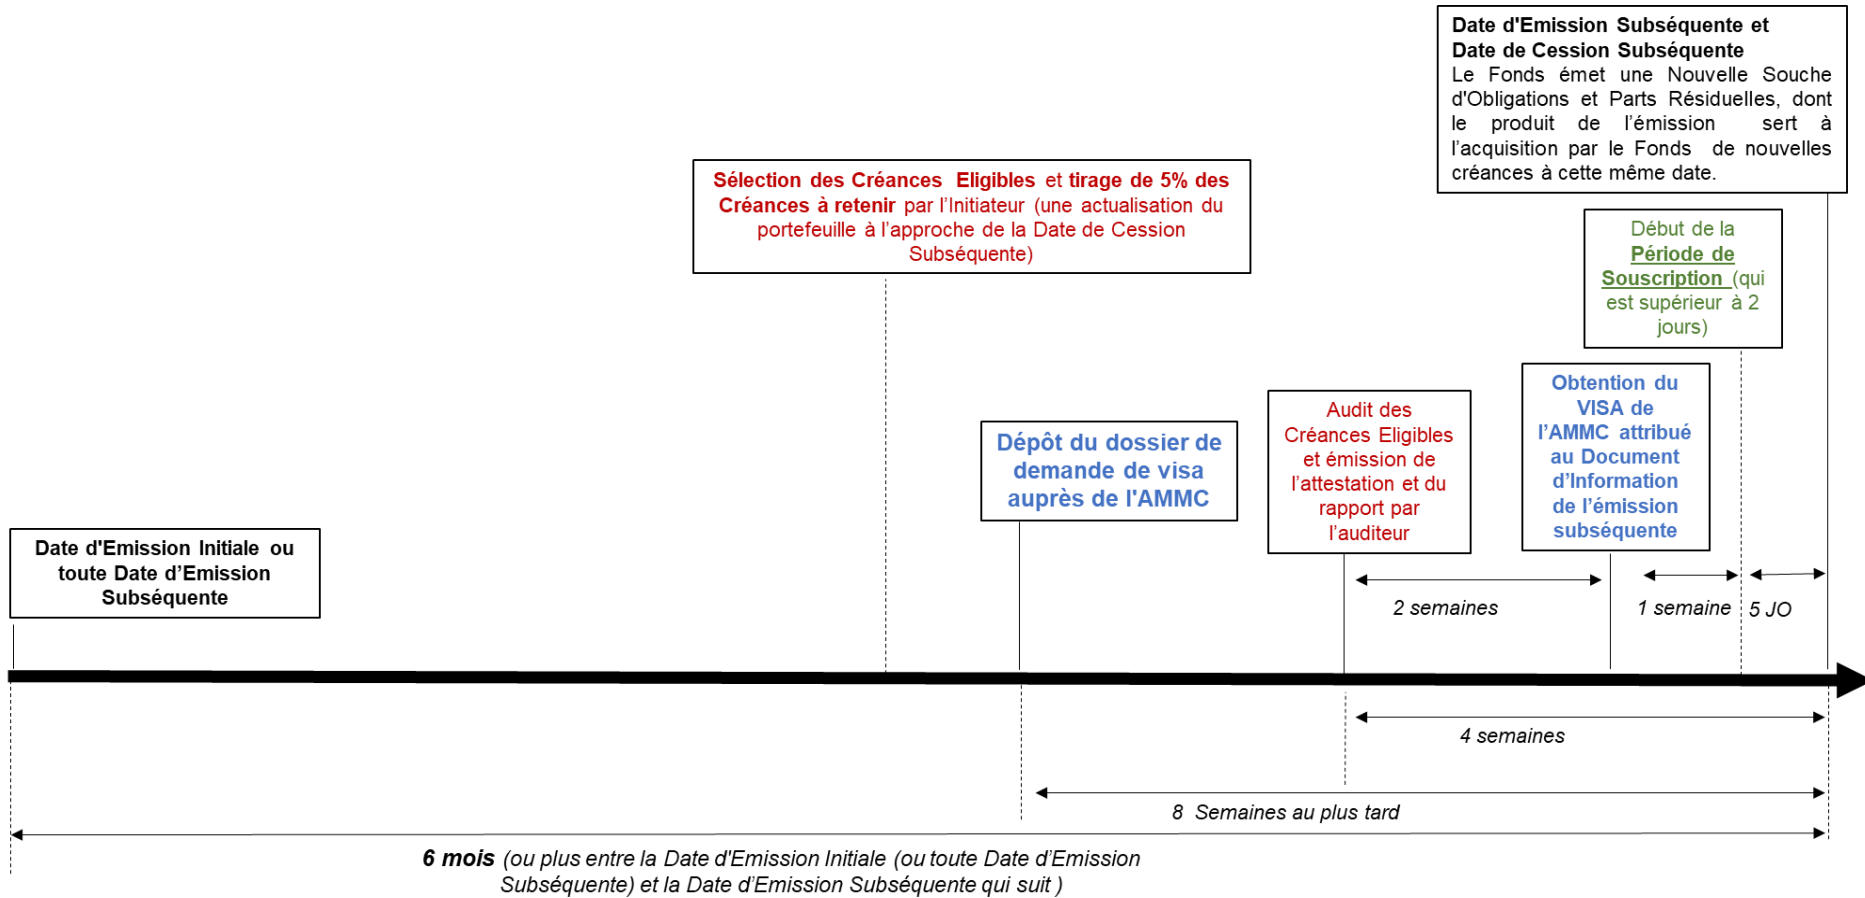 Date d'Emission Subséquente et
Date de Cession Subséquente
Le Fonds émet une Nouvelle Souche
d'Obligations et Parts Résiduelles, dont
le produit de l’émission sert à
l’acquisition par le Fonds de nouvelles
créances à cette même date.
Sélection des Créances Eligibles et tirage de 5% des
Créances à retenir par l’Initiateur (une actualisation du
portefeuille à l’approche de la Date de Cession
Subséquente)
Début de la
Période de
Souscription (qui
est supérieur à 2
jours)
Dépôt du dossier de
demande de visa
auprès de l'AMMC
Audit des
Créances Eligibles
et émission de
l’attestation et du
rapport par
l’auditeur
Obtention du
VISA de
l’AMMC attribué
au Document
d’Information
de l’émission
subséquente
Date d'Emission Initiale ou
toute Date d’Emission
Subséquente
2 semaines
1 semaine
5 JO
4 semaines
8 Semaines au plus tard
6 mois (ou plus entre la Date d'Emission Initiale (ou toute Date d’Emission
Subséquente) et la Date d’Emission Subséquente qui suit )